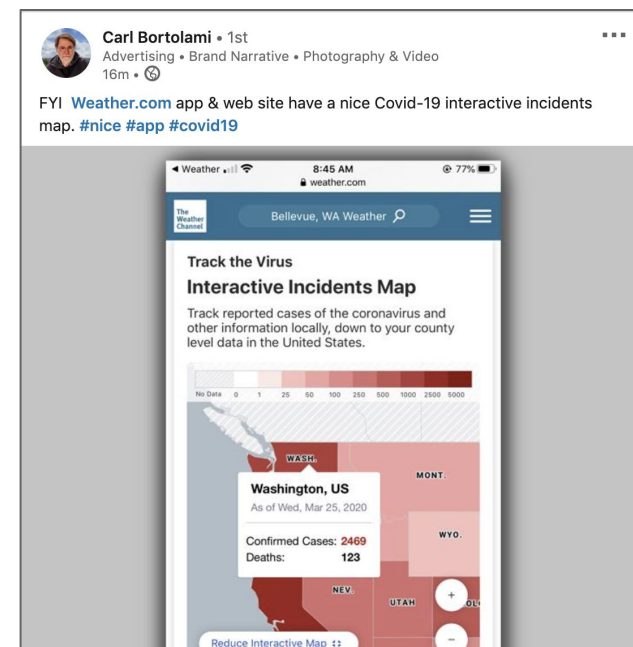 Carl Bortolami • 1st
Advertising • Brand Narrative • Photography & Video
16m •
FYI Weather.com app & web site have a nice Covid-19 interactive incidents
map. #nice #app #covid19
Weather 8:45 AM 77%
weather.com
The
Weather
Channel
Bellevue, WA Weather
Track the Virus
Interactive Incidents Map
Track reported cases of the coronavirus and
other information locally, down to your county
level data in the United States.
No Data 0 1 25 50 100 250 500 1000 2500 5000
WASH.
MONT.
Washington, US
As of Wed, Mar 25, 2020
Confirmed Cases: 2469
Deaths: 123
WYO.
NEV.
UTAH
+
−
Reduce Interactive Map